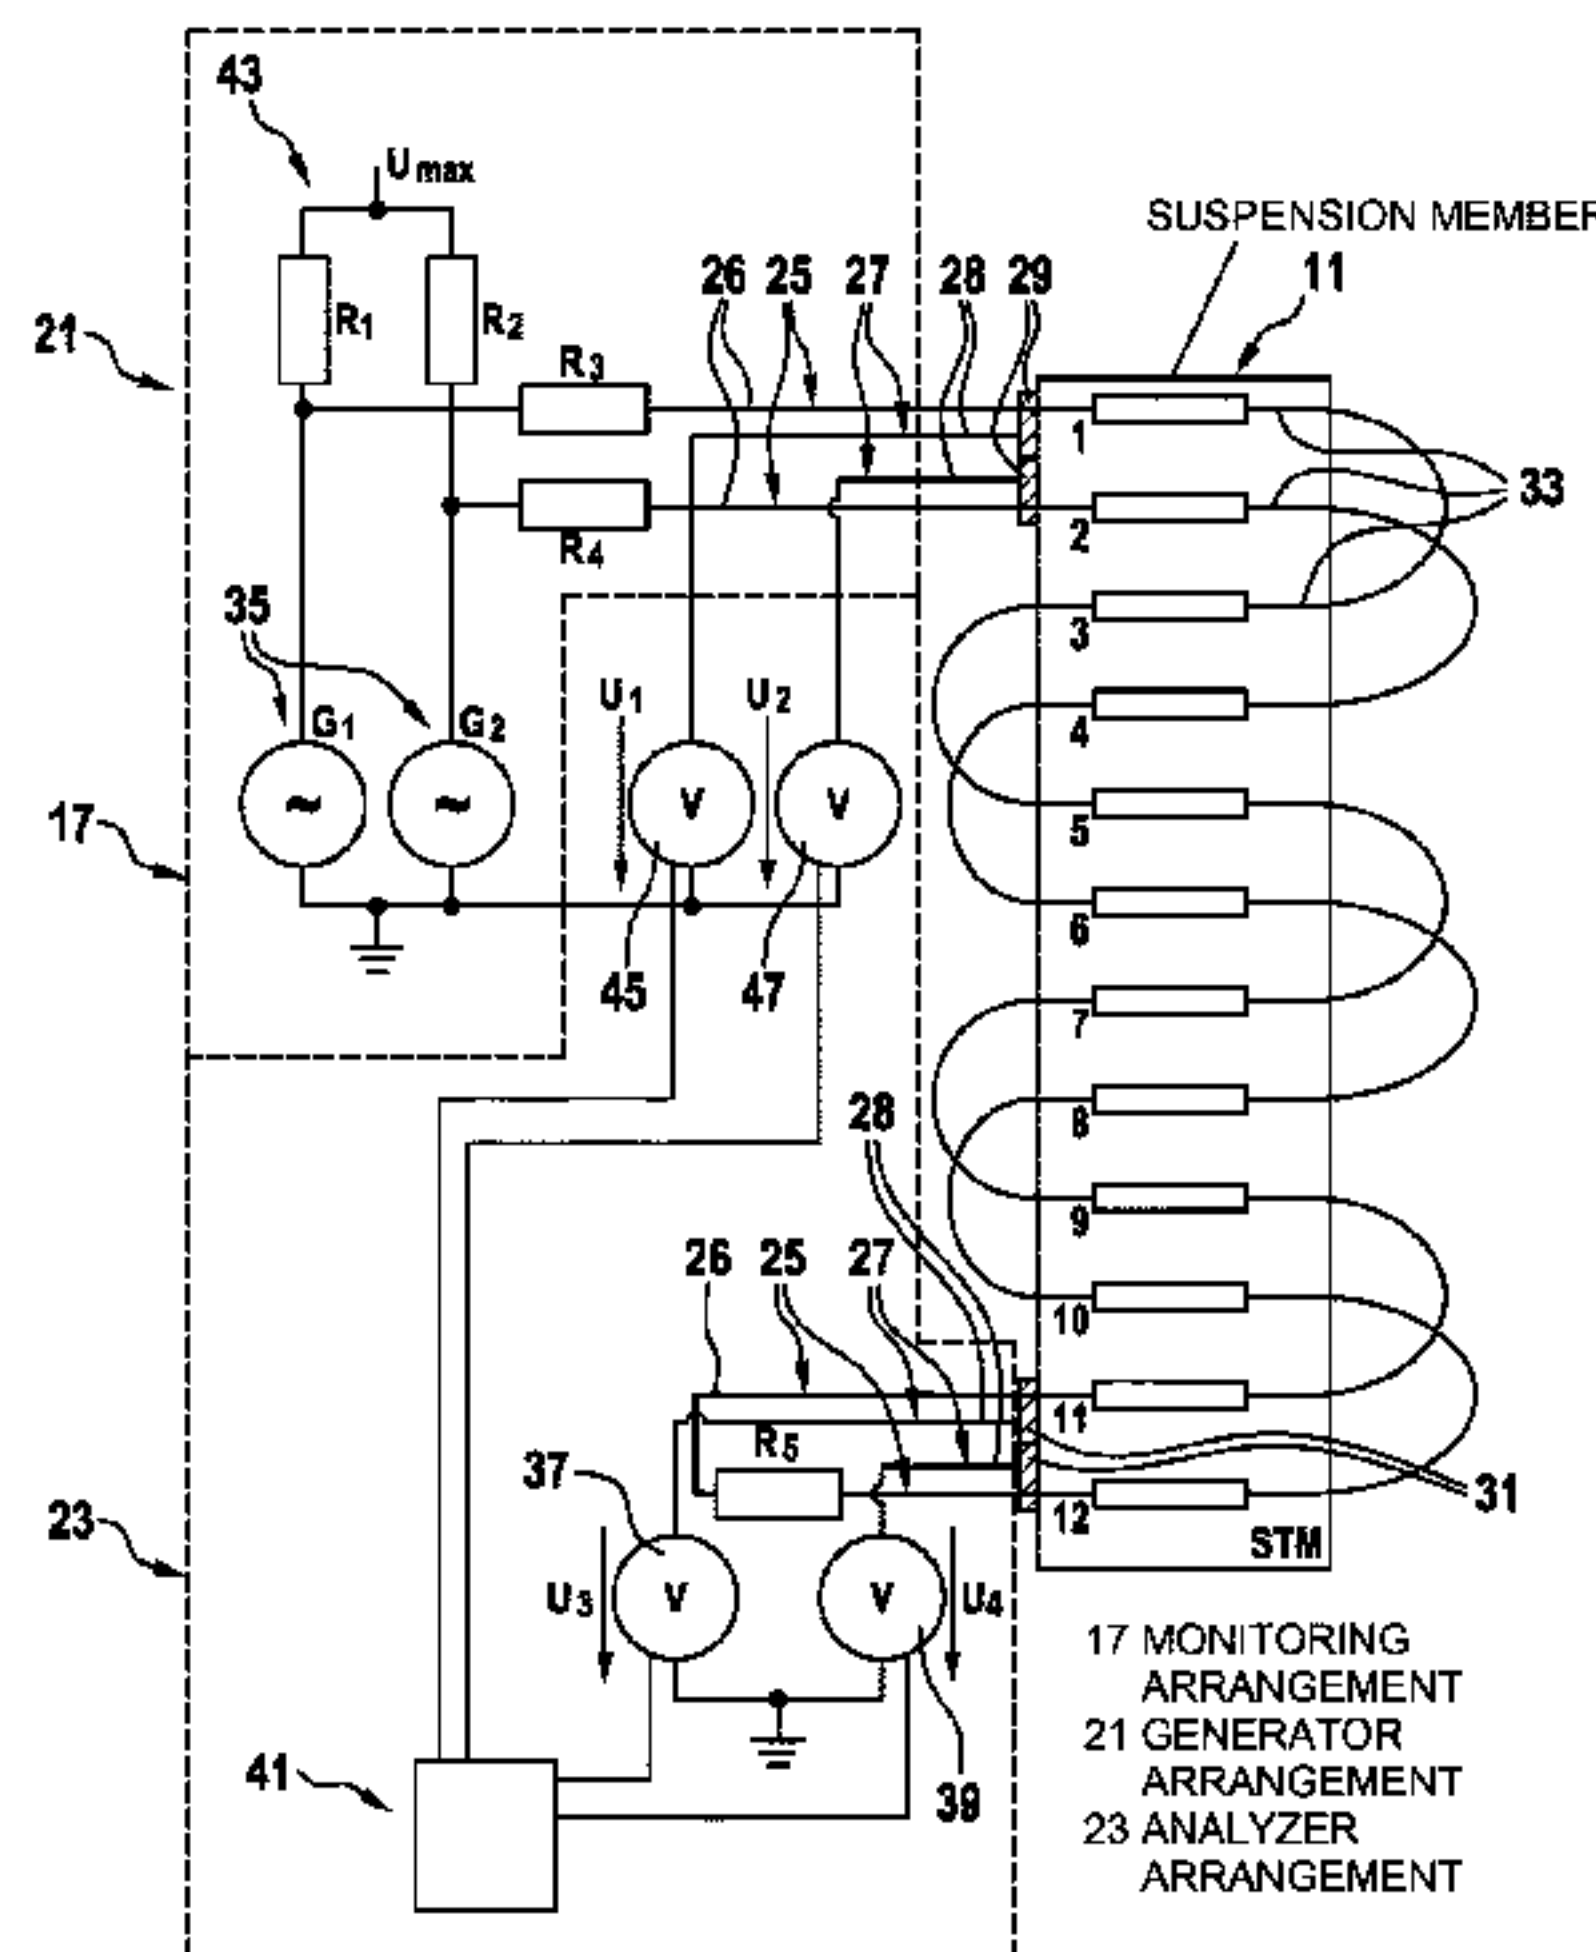 43
Umax
SUSPENSION MEMBER
11
26 25 27 28 29
21
R1
R2
R3
R4
1
2
33
3
4
5
6
7
8
9
10
11
12
STM
35
G1
G2
~
~
U1
U2
V
V
17
45
47
28
26 25 27
R5
31
37
23
U3
V
V
U4
41
39
17 MONITORING
ARRANGEMENT
21 GENERATOR
ARRANGEMENT
23 ANALYZER
ARRANGEMENT